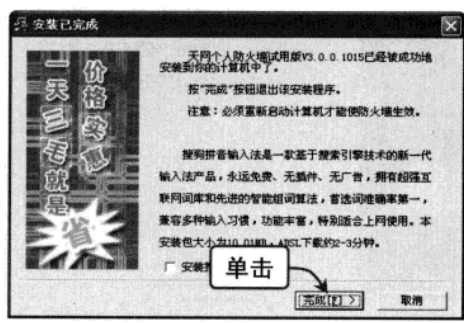 安装已完成
一天三毛就是省
价格实惠
天网个人防火墙试用版V3.0.0.1015已经被成功地
安装到你的计算机中了。
按"完成"按钮退出该安装程序。
注意：必须重新启动计算机才能使防火墙生效。
搜狗拼音输入法是一款基于搜索引擎技术的新一代
输入法产品，永远免费、无插件、无广告，拥有超强互
联网词库和先进的智能组词算法，首选词准确率第一，
兼容多种输入习惯，功能丰富，特别适合上网使用。本
安装包大小为10.01MB，ADSL下载约2-3分钟。
安装
单击
完成[F] >
取消